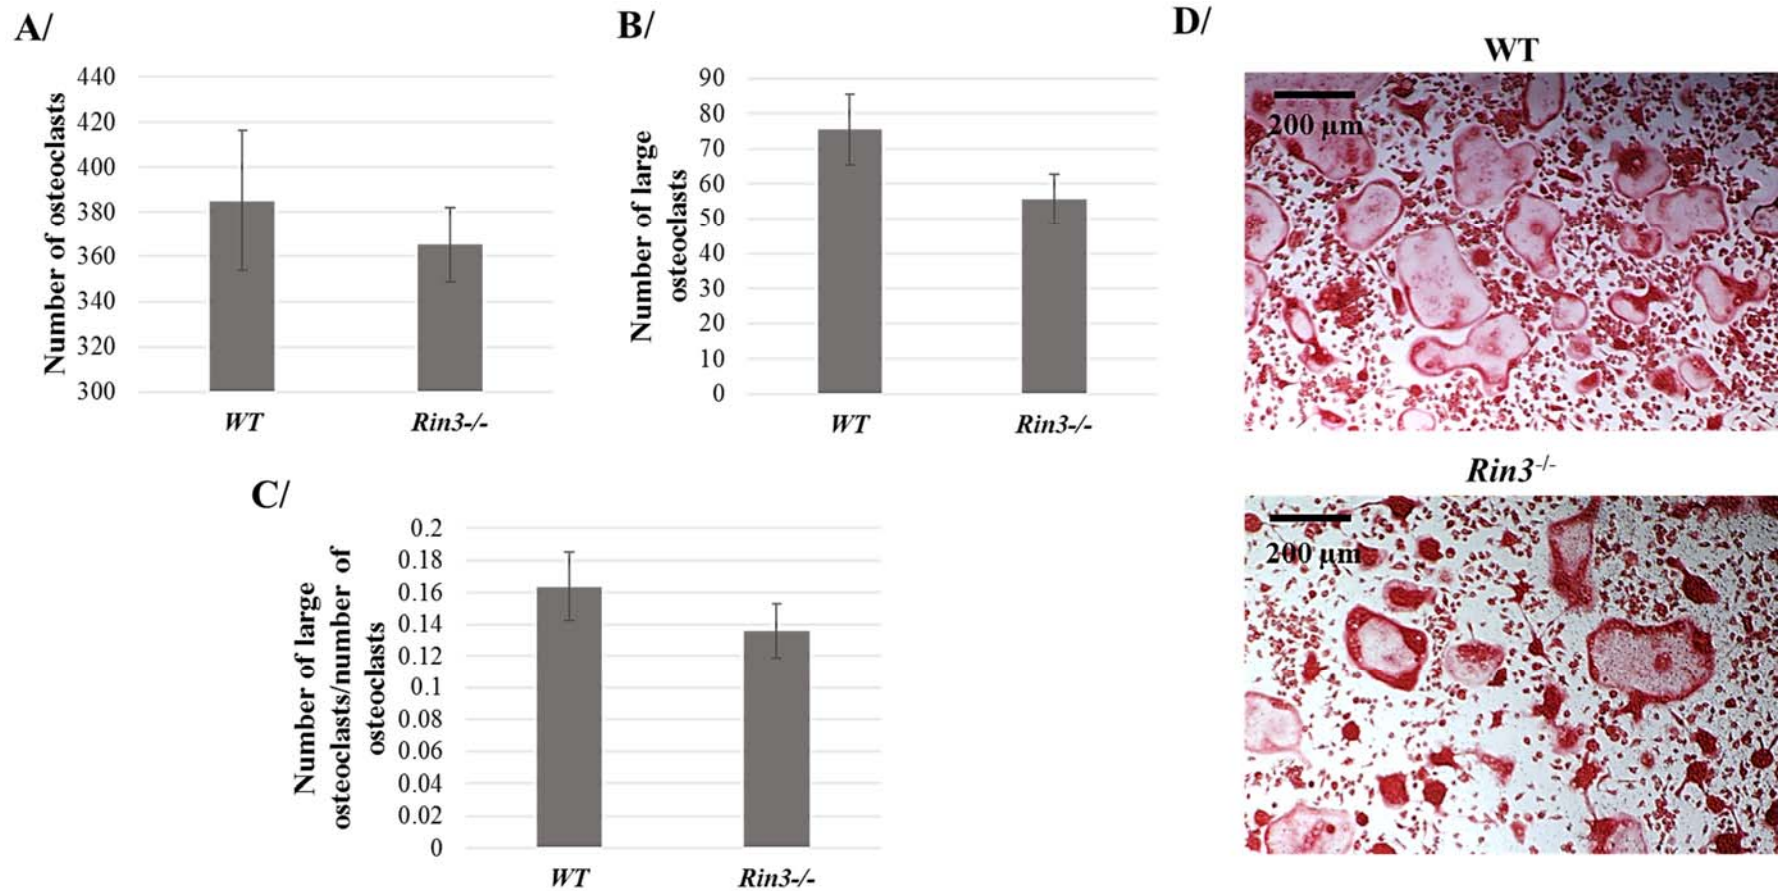 A/
Number of osteoclasts
440
420
400
380
360
340
320
300
WT
Rin3-/-
B/
Number of large
osteoclasts
90
80
70
60
50
40
30
20
10
0
WT
Rin3-/-
C/
Number of large
osteoclasts/number of
osteoclasts
0.2
0.18
0.16
0.14
0.12
0.1
0.08
0.06
0.04
0.02
0
WT
Rin3-/-
D/
WT
200 µm
Rin3-/-
200 µm